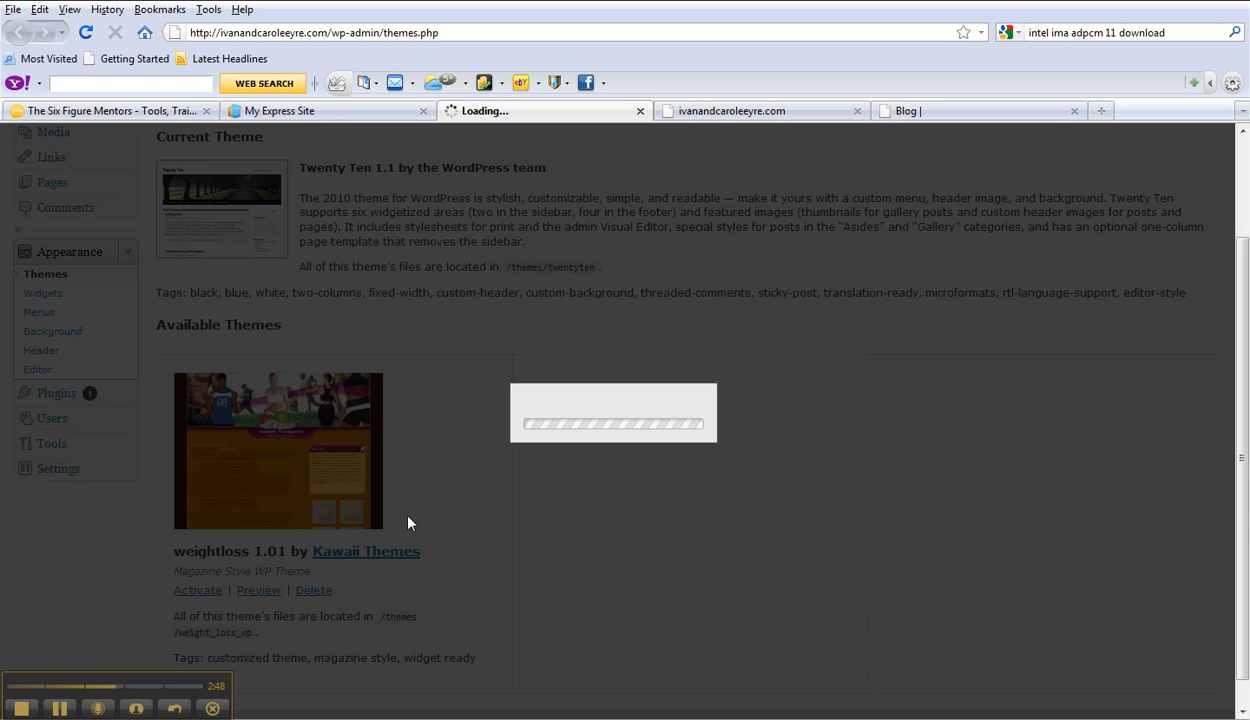 File Edit View History Bookmarks Tools Help
http://ivanandcaroleeyre.com/wp-admin/themes.php
intel ima adpcm 11 download
Most Visited Getting Started Latest Headlines
Y! WEB SEARCH
The Six Figure Mentors - Tools, Trai... My Express Site Loading... ivanandcaroleeyre.com Blog |
Media
Links
Pages
Comments
Appearance
Themes
Widgets
Menus
Background
Header
Editor
Plugins 1
Users
Tools
Settings
Current Theme
Twenty Ten
Twenty Ten 1.1 by the WordPress team
The 2010 theme for WordPress is stylish, customizable, simple, and readable — make it yours with a custom menu, header image, and background. Twenty Ten
supports six widgetized areas (two in the sidebar, four in the footer) and featured images (thumbnails for gallery posts and custom header images for posts and
pages). It includes stylesheets for print and the admin Visual Editor, special styles for posts in the “Asides” and “Gallery” categories, and has an optional one-column
page template that removes the sidebar.
All of this theme’s files are located in /themes/twentyten .
Tags: black, blue, white, two-columns, fixed-width, custom-header, custom-background, threaded-comments, sticky-post, translation-ready, microformats, rtl-language-support, editor-style
Available Themes
weightloss 1.01 by Kawaii Themes
Magazine Style WP Theme
Activate | Preview | Delete
All of this theme’s files are located in /themes
/weight_loss_wp .
Tags: customized theme, magazine style, widget ready
2:48